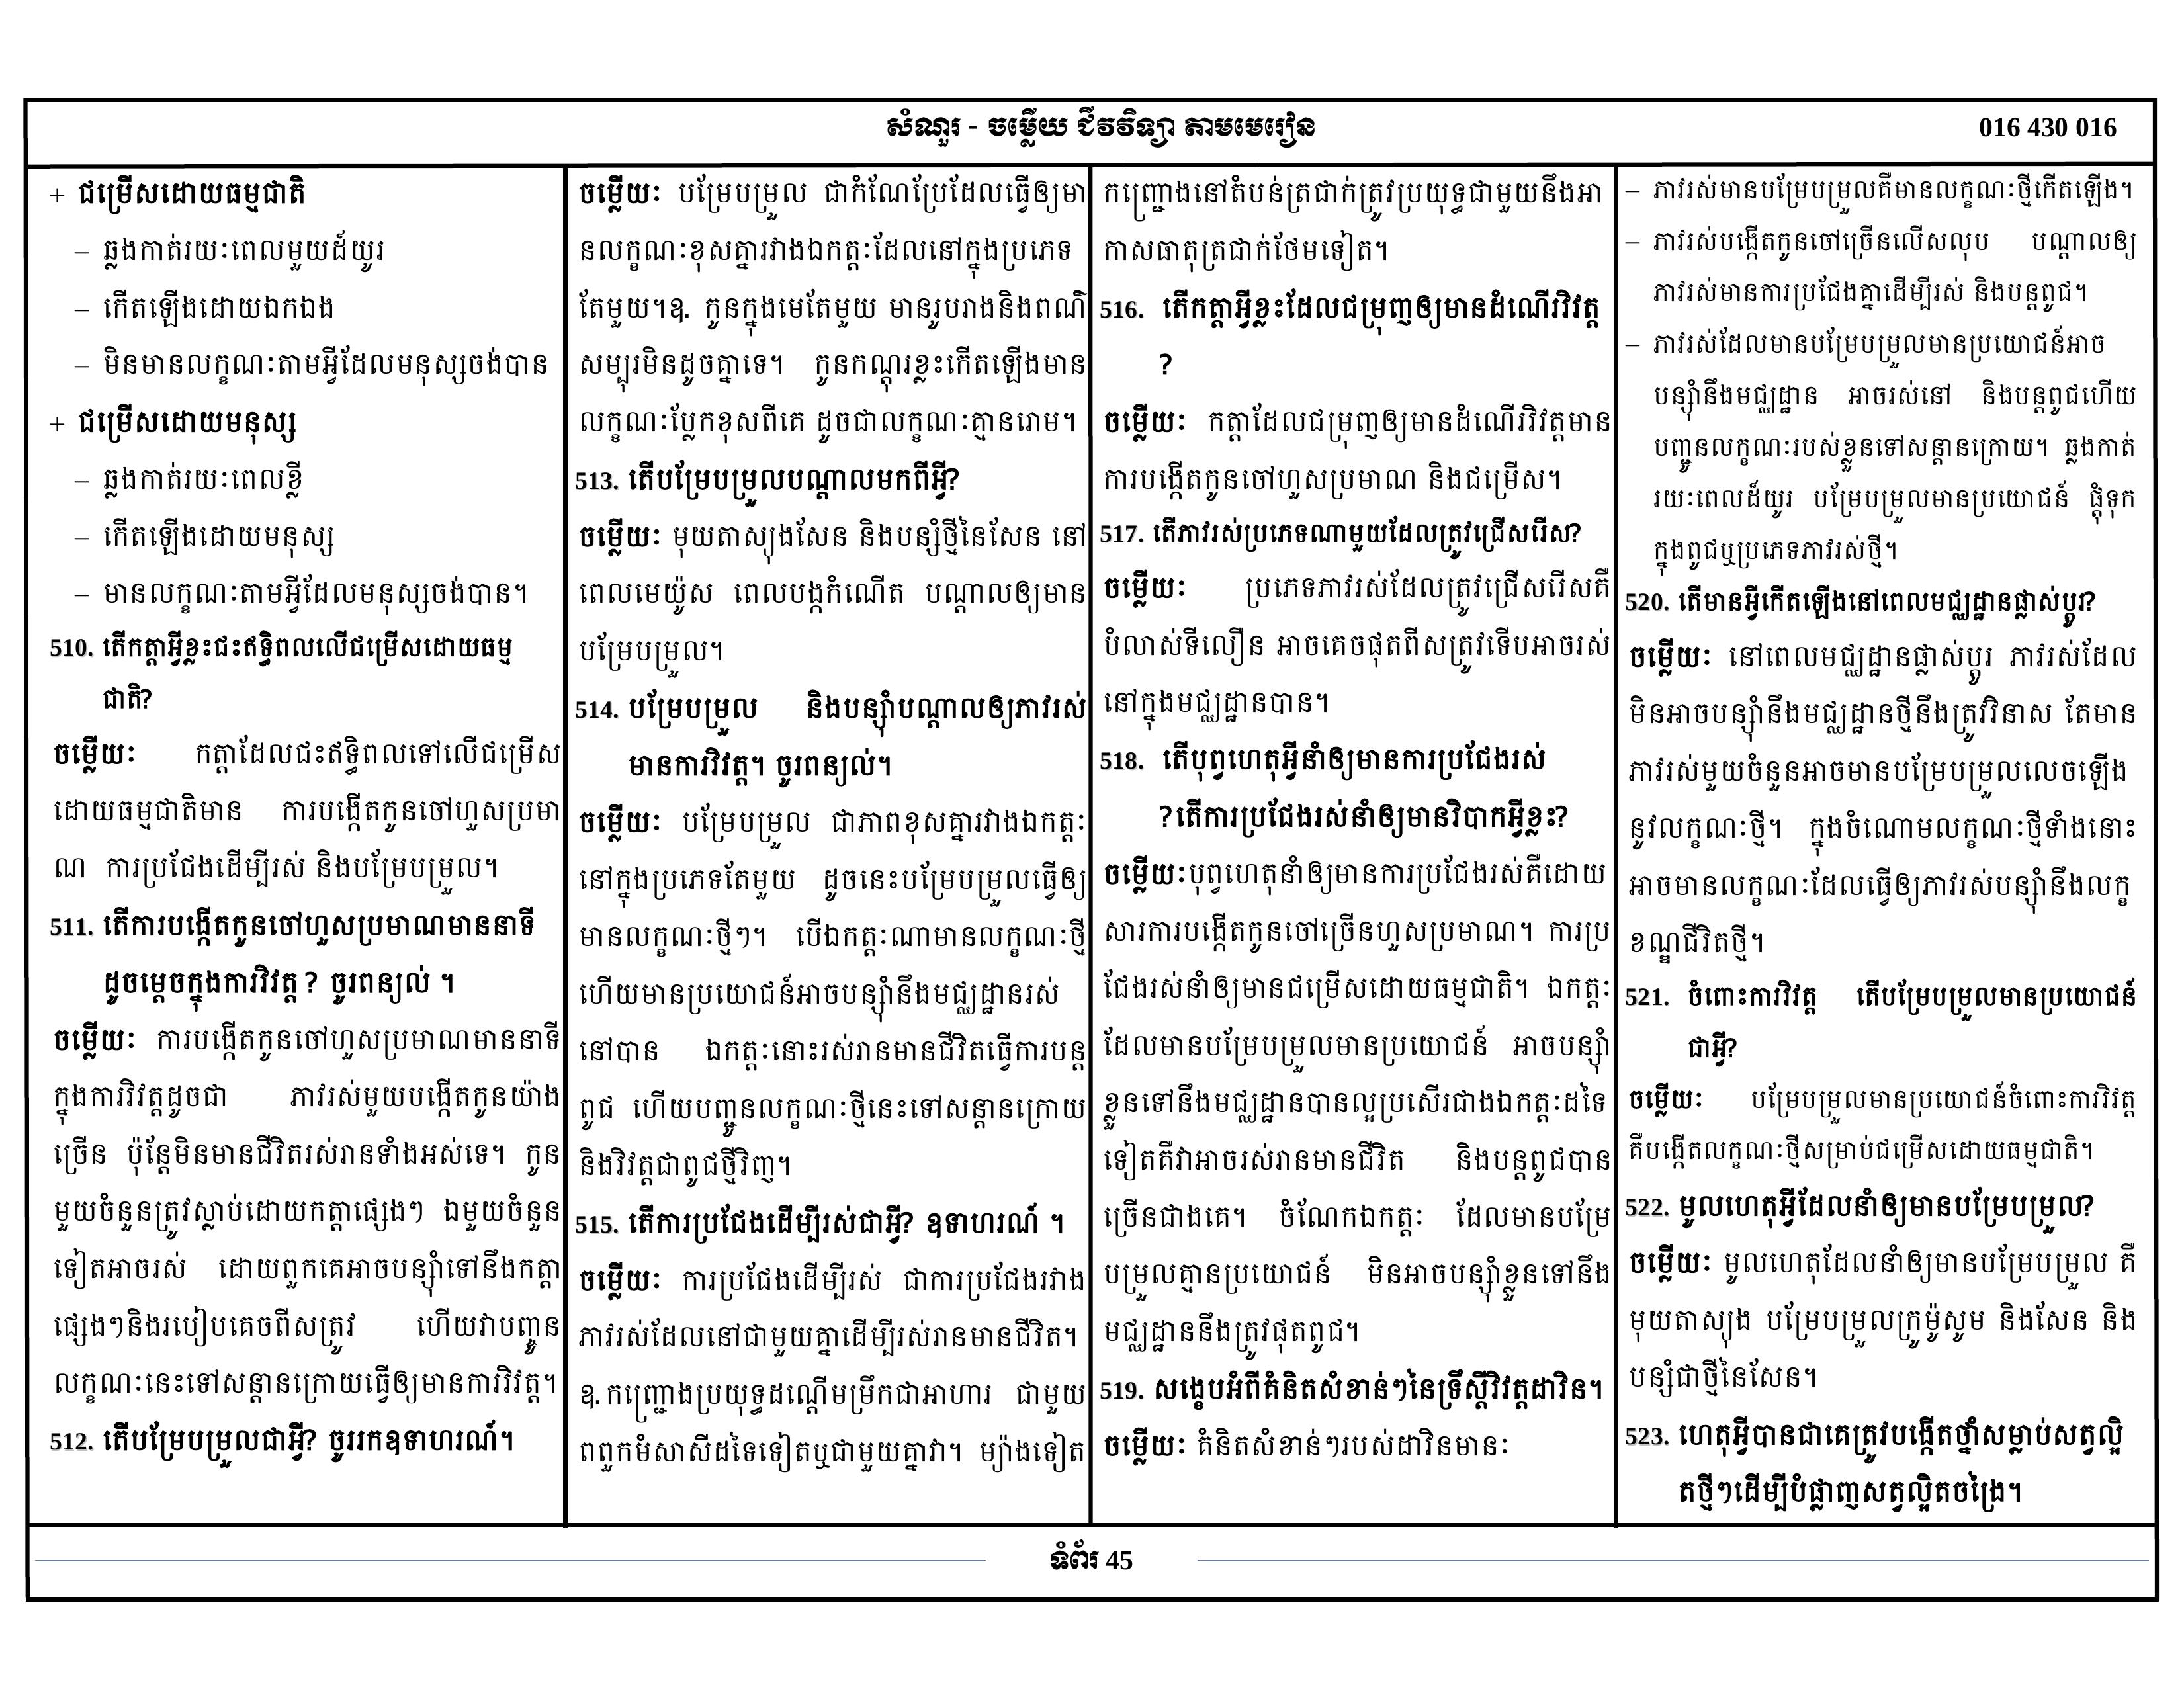 សំណួរ - ចម្លើយ ជីវវិទ្យា តាមមេរៀន
016 430 016
+ ជម្រើសដោយធម្មជាតិ
– ឆ្លងកាត់រយៈពេលមួយដ៍យូរ
– កើតឡើងដោយឯកឯង
– មិនមានលក្ខណៈតាមអ្វីដែលមនុស្សចង់បាន
+ ជម្រើសដោយមនុស្ស
– ឆ្លងកាត់រយៈពេលខ្លី
– កើតឡើងដោយមនុស្ស
– មានលក្ខណៈតាមអ្វីដែលមនុស្សចង់បាន។
510. តើកត្តាអ្វីខ្លះជះឥទ្ធិពលលើជម្រើសដោយធម្ម
ជាតិ?
ចម្លើយៈ កត្តាដែលជះឥទ្ធិពលទៅលើជម្រើស
ដោយធម្មជាតិមាន ការបង្កើតកូនចៅហួសប្រមា
ណ ការប្រជែងដើម្បីរស់ និងបម្រែបម្រួល។
511. តើការបង្កើតកូនចៅហួសប្រមាណមាននាទី
ដូចម្តេចក្នុងការវិវត្ត ? ចូរពន្យល់ ។
ចម្លើយៈ ការបង្កើតកូនចៅហួសប្រមាណមាននាទី
ក្នុងការវិវត្តដូចជា ភាវរស់មួយបង្កើតកូនយ៉ាង
ច្រើន ប៉ុន្តែមិនមានជីវិតរស់រានទាំងអស់ទេ។ កូន
មួយចំនួនត្រូវស្លាប់ដោយកត្តាផ្សេងៗ ឯមួយចំនួន
ទៀតអាចរស់ ដោយពួកគេអាចបន្សាុំទៅនឹងកត្តា
ផ្សេងៗនិងរបៀបគេចពីសត្រូវ ហើយវាបញ្ចូន
លក្ខណៈនេះទៅសន្តានក្រោយធ្វើឲ្យមានការវិវត្ត។
512. តើបម្រែបម្រួលជាអ្វី? ចូររកឧទាហរណ៍។
ចម្លើយៈ បម្រែបម្រួល ជាកំណែប្រែដែលធ្វើឲ្យមា
នលក្ខណៈខុសគ្នារវាងឯកត្តៈដែលនៅក្នុងប្រភេទ
តែមួយ។ឧ. កូនក្នុងមេតែមួយ មានរូបរាងនិងពណ៌
សម្បុរមិនដូចគ្នាទេ។ កូនកណ្តុរខ្លះកើតឡើងមាន
លក្ខណៈប្លែកខុសពីគេ ដូចជាលក្ខណៈគ្មានរោម។
513. តើបម្រែបម្រួលបណ្តាលមកពីអ្វី?
ចម្លើយៈ មុយតាស្យុងសែន និងបន្សំថ្មីនៃសែន នៅ
ពេលមេយ៉ូស ពេលបង្កកំណើត បណ្តាលឲ្យមាន
បម្រែបម្រួល។
514. បម្រែបម្រួល និងបន្សាុំបណ្តាលឲ្យភាវរស់
មានការវិវត្ត។ ចូរពន្យល់។
ចម្លើយៈ បម្រែបម្រួល ជាភាពខុសគ្នារវាងឯកត្តៈ
នៅក្នុងប្រភេទតែមួយ ដូចនេះបម្រែបម្រួលធ្វើឲ្យ
មានលក្ខណៈថ្មីៗ។ បើឯកត្តៈណាមានលក្ខណៈថ្មី
ហើយមានប្រយោជន៍អាចបន្សាុំនឹងមជ្ឈដ្ឋានរស់
នៅបាន ឯកត្តៈនោះរស់រានមានជីវិតធ្វើការបន្ត
ពូជ ហើយបញ្ជូនលក្ខណៈថ្មីនេះទៅសន្តានក្រោយ
និងវិវត្តជាពូជថ្មីវិញ។
515. តើការប្រជែងដើម្បីរស់ជាអ្វី? ឧទាហរណ៍ ។
ចម្លើយៈ ការប្រជែងដើម្បីរស់ ជាការប្រជែងរវាង
ភាវរស់ដែលនៅជាមួយគ្នាដើម្បីរស់រានមានជីវិត។
ឧ. កញ្ជ្រោងប្រយុទ្ធដណ្តើមម្រឹកជាអាហារ ជាមួយ
ពពួកមំសាសីដទៃទៀតឬជាមួយគ្នាវា។ ម្យ៉ាងទៀត
កញ្ជ្រោងនៅតំបន់ត្រជាក់ត្រូវប្រយុទ្ធជាមួយនឹងអា
កាសធាតុត្រជាក់ថែមទៀត។
516. តើកត្តាអ្វីខ្លះដែលជម្រុញឲ្យមានដំណើរវិវត្ត
?
ចម្លើយៈ កត្តាដែលជម្រុញឲ្យមានដំណើរវិវត្តមាន
ការបង្កើតកូនចៅហួសប្រមាណ និងជម្រើស។
517. តើភាវរស់ប្រភេទណាមួយដែលត្រូវជ្រើសរើស?
ចម្លើយៈ ប្រភេទភាវរស់ដែលត្រូវជ្រើសរើសគឺ
បំលាស់ទីលឿន អាចគេចផុតពីសត្រូវទើបអាចរស់
នៅក្នុងមជ្ឈដ្ឋានបាន។
518. តើបុព្វហេតុអ្វីនាំឲ្យមានការប្រជែងរស់
? តើការប្រជែងរស់នាំឲ្យមានវិបាកអ្វីខ្លះ?
ចម្លើយៈបុព្វហេតុនាំឲ្យមានការប្រជែងរស់គឺដោយ
សារការបង្កើតកូនចៅច្រើនហួសប្រមាណ។ ការប្រ
ជែងរស់នាំឲ្យមានជម្រើសដោយធម្មជាតិ។ ឯកត្តៈ
ដែលមានបម្រែបម្រួលមានប្រយោជន៍ អាចបន្សាុំ
ខ្លួនទៅនឹងមជ្ឈដ្ឋានបានល្អប្រសើរជាងឯកត្តៈដទៃ
ទៀតគឺវាអាចរស់រានមានជីវិត និងបន្តពូជបាន
ច្រើនជាងគេ។ ចំណែកឯកត្តៈ ដែលមានបម្រែ
បម្រួលគ្មានប្រយោជន៍ មិនអាចបន្សាុំខ្លួនទៅនឹង
មជ្ឈដ្ឋាននឹងត្រូវផុតពូជ។
519. សង្ខេបអំពីគំនិតសំខាន់ៗនៃទ្រឹស្តីវិវត្តដាវិន។
ចម្លើយៈ គំនិតសំខាន់ៗរបស់ដាវិនមានៈ
– ភាវរស់មានបម្រែបម្រួលគឺមានលក្ខណៈថ្មីកើតឡើង។
– ភាវរស់បង្កើតកូនចៅច្រើនលើសលុប បណ្តាលឲ្យ
ភាវរស់មានការប្រជែងគ្នាដើម្បីរស់ និងបន្តពូជ។
– ភាវរស់ដែលមានបម្រែបម្រួលមានប្រយោជន៍អាច
បន្សាុំនឹងមជ្ឈដ្ឋាន អាចរស់នៅ និងបន្តពូជហើយ
បញ្ជូនលក្ខណៈរបស់ខ្លួនទៅសន្តានក្រោយ។ ឆ្លងកាត់
រយៈពេលដ៏យូរ បម្រែបម្រួលមានប្រយោជន៍ ផ្តុំទុក
ក្នុងពូជឬប្រភេទភាវរស់ថ្មី។
520. តើមានអ្វីកើតឡើងនៅពេលមជ្ឈដ្ឋានផ្លាស់ប្តូរ?
ចម្លើយៈ នៅពេលមជ្ឈដ្ឋានផ្លាស់ប្តូរ ភាវរស់ដែល
មិនអាចបន្សាុំនឹងមជ្ឈដ្ឋានថ្មីនឹងត្រូវវិនាស តែមាន
ភាវរស់មួយចំនួនអាចមានបម្រែបម្រួលលេចឡើង
នូវលក្ខណៈថ្មី។ ក្នុងចំណោមលក្ខណៈថ្មីទាំងនោះ
អាចមានលក្ខណៈដែលធ្វើឲ្យភាវរស់បន្សាុំនឹងលក្ខ
ខណ្ឌជីវិតថ្មី។
521. ចំពោះការវិវត្ត តើបម្រែបម្រួលមានប្រយោជន៍
ជាអ្វី?
ចម្លើយៈ បម្រែបម្រួលមានប្រយោជន៍ចំពោះការវិវត្ត
គឺបង្កើតលក្ខណៈថ្មីសម្រាប់ជម្រើសដោយធម្មជាតិ។
522. មូលហេតុអ្វីដែលនាំឲ្យមានបម្រែបម្រួល?
ចម្លើយៈ មូលហេតុដែលនាំឲ្យមានបម្រែបម្រួល គឺ
មុយតាស្យុង បម្រែបម្រួលក្រូម៉ូសូម និងសែន និង
បន្សំជាថ្មីនៃសែន។
523. ហេតុអ្វីបានជាគេត្រូវបង្កើតថ្នាំសម្លាប់សត្វល្អិ
តថ្មីៗដើម្បីបំផ្លាញសត្វល្អិតចង្រៃ។
ទំព័រ 45